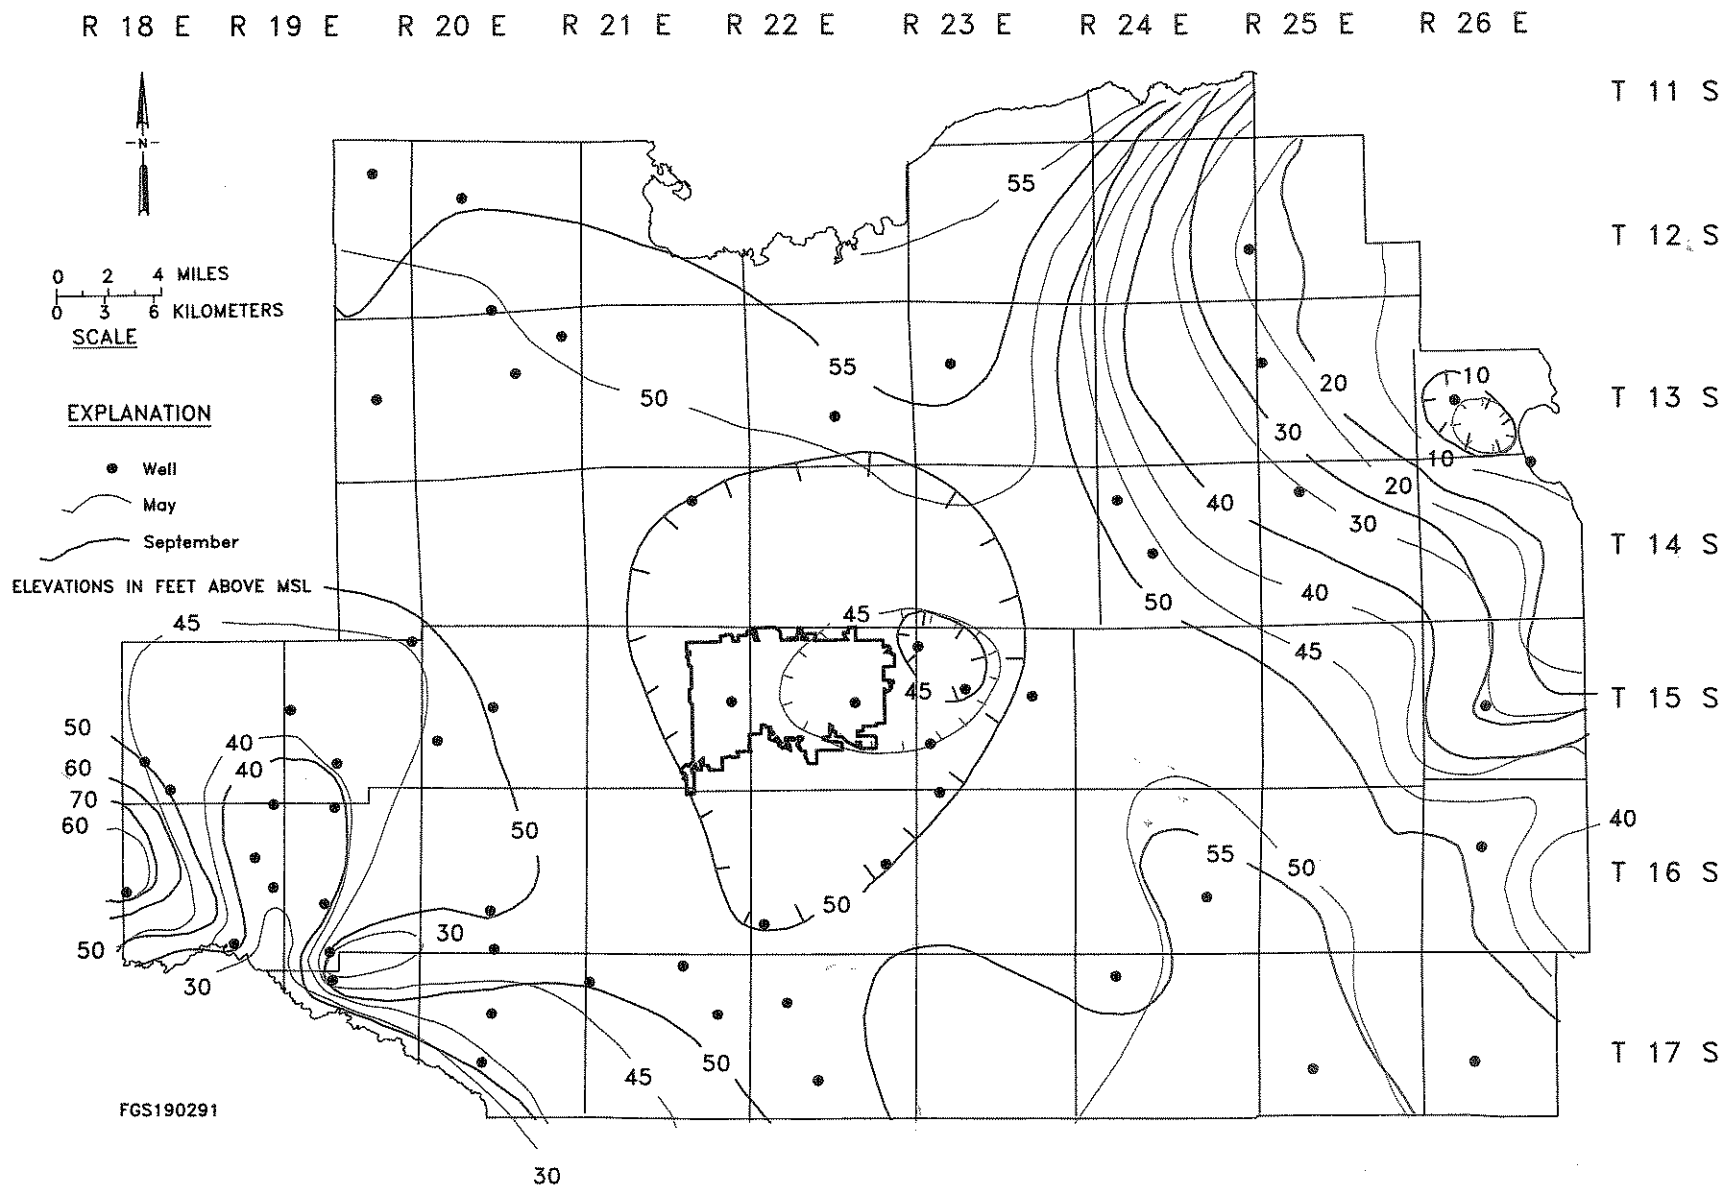 R 18 E R 19 E R 20 E R 21 E R 22 E R 23 E R 24 E R 25 E R 26 E
T 11 S
N
55
T 12 S
0 2 4 MILES
0 3 6 KILOMETERS
SCALE
55
50
20
10
T 13 S
EXPLANATION
30
10
Well
20
May
40
30
September
T 14 S
ELEVATIONS IN FEET ABOVE MSL
40
50
45
45
45
45
T 15 S
50
40
60
40
70
60
50
40
55
50
T 16 S
50
30
50
30
50
45
T 17 S
FGS190291
30